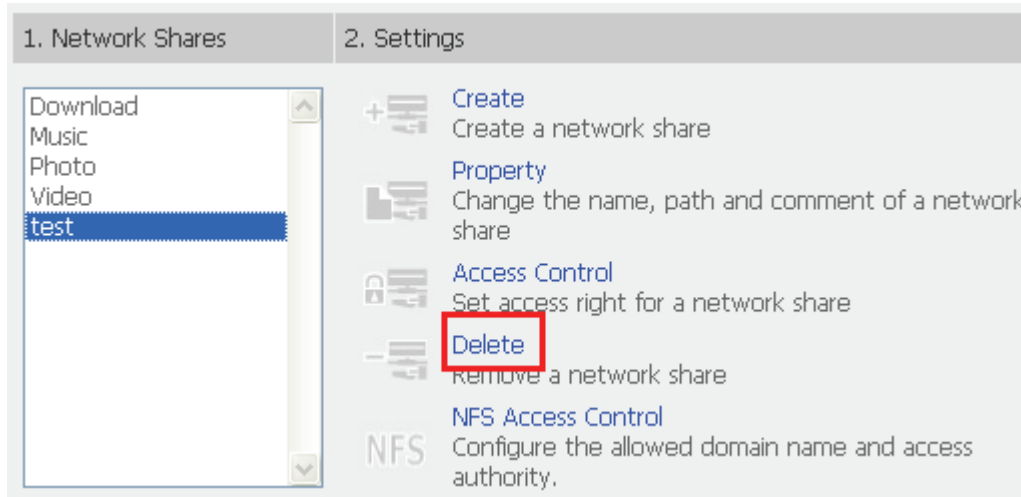 1. Network Shares
2. Settings
Download
Music
Photo
Video
test
Create
Create a network share
Property
Change the name, path and comment of a network
share
Access Control
Set access right for a network share
Delete
Remove a network share
NFS
NFS Access Control
Configure the allowed domain name and access
authority.